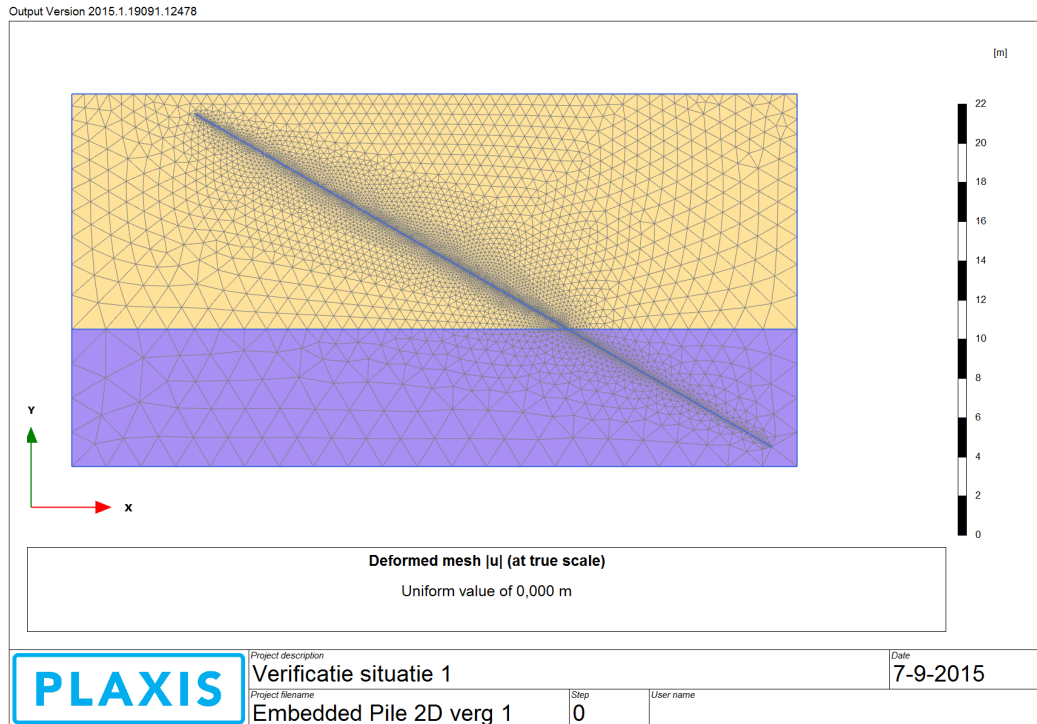 Output Version 2015.1.19091.12478
[m]
22
20
18
16
14
12
10
8
6
4
2
0
Y
X
Deformed mesh |u| (at true scale)
Uniform value of 0,000 m
PLAXIS
Project description
Verificatie situatie 1
Date
7-9-2015
Project filename
Embedded Pile 2D verg 1
Step
0
User name